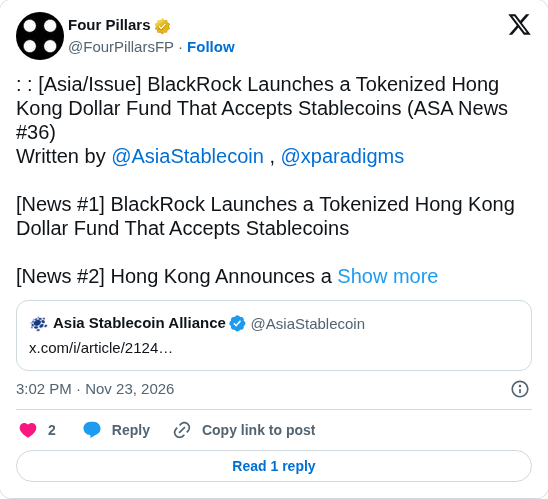 Four Pillars
@FourPillarsFP · Follow
: : [Asia/Issue] BlackRock Launches a Tokenized Hong
Kong Dollar Fund That Accepts Stablecoins (ASA News
#36)
Written by @AsiaStablecoin , @xparadigms
[News #1] BlackRock Launches a Tokenized Hong Kong
Dollar Fund That Accepts Stablecoins
[News #2] Hong Kong Announces a Show more
Asia Stablecoin Alliance @AsiaStablecoin
x.com/i/article/2124…
3:02 PM · Nov 23, 2026
2 Reply Copy link to post
Read 1 reply